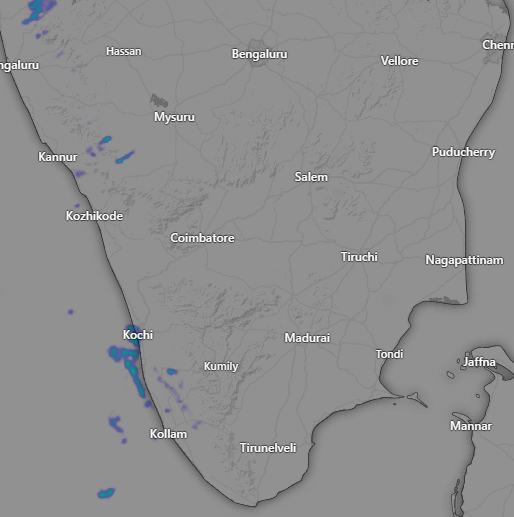 Hassan
Bengaluru
Chenn
ngaluru
Vellore
Mysuru
Kannur
Puducherry
Salem
Kozhikode
Coimbatore
Tiruchi
Nagapattinam
Kochi
Madurai
Tondi
Kumily
Jaffna
Kollam
Mannar
Tirunelveli